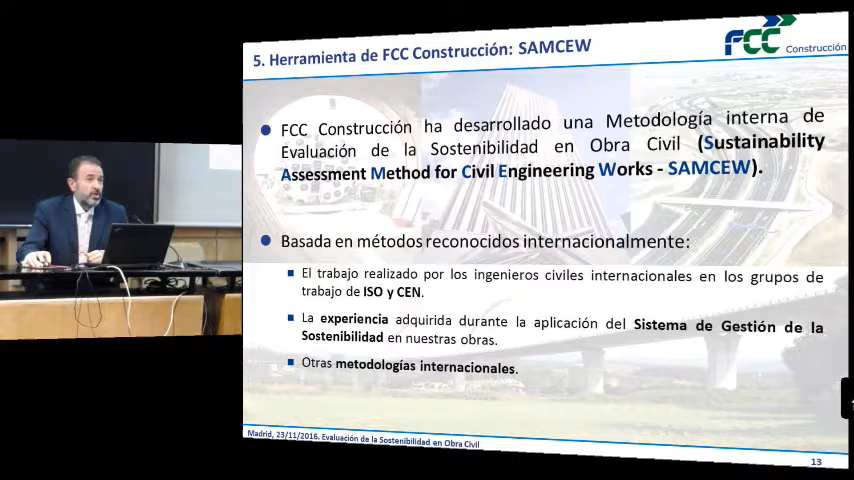 5. Herramienta de FCC Construcción: SAMCEW
FCC Construcción
FCC Construcción ha desarrollado una Metodología interna de
Evaluación de la Sostenibilidad en Obra Civil (Sustainability
Assessment Method for Civil Engineering Works - SAMCEW).
Basada en métodos reconocidos internacionalmente:
El trabajo realizado por los ingenieros civiles internacionales en los grupos de
trabajo de ISO y CEN.
La experiencia adquirida durante la aplicación del Sistema de Gestión de la
Sostenibilidad en nuestras obras.
Otras metodologías internacionales.
Madrid, 23/11/2016. Evaluación de la Sostenibilidad en Obra Civil
13